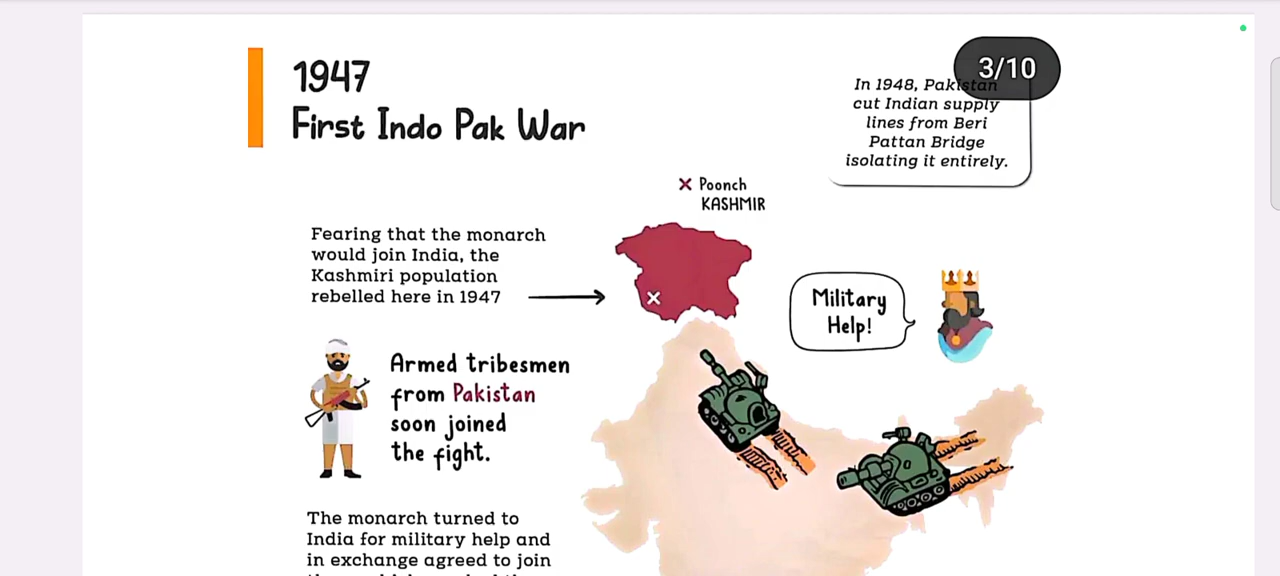 3/10
1947
First Indo Pak War
In 1948, Pakistan
cut Indian supply
lines from Beri
Pattan Bridge
isolating it entirely.
Poonch
KASHMIR
Fearing that the monarch
would join India, the
Kashmiri population
rebelled here in 1947
Military
Help!
Armed tribesmen
from Pakistan
soon joined
the fight.
The monarch turned to
India for military help and
in exchange agreed to join